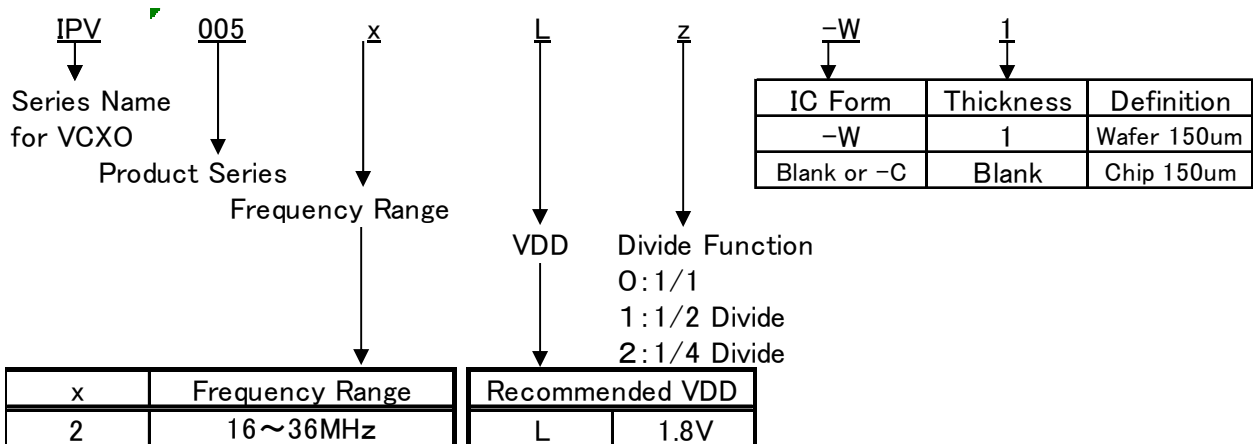 IPV 005 x L z -W 1
Series Name
for VCXO
Product Series
Frequency Range
VDD
Divide Function
0:1/1
1:1/2 Divide
2:1/4 Divide
IC Form Thickness Definition
-W 1 Wafer 150um
Blank or -C Blank Chip 150um
x Frequency Range
2 16～36MHz
Recommended VDD
L 1.8V